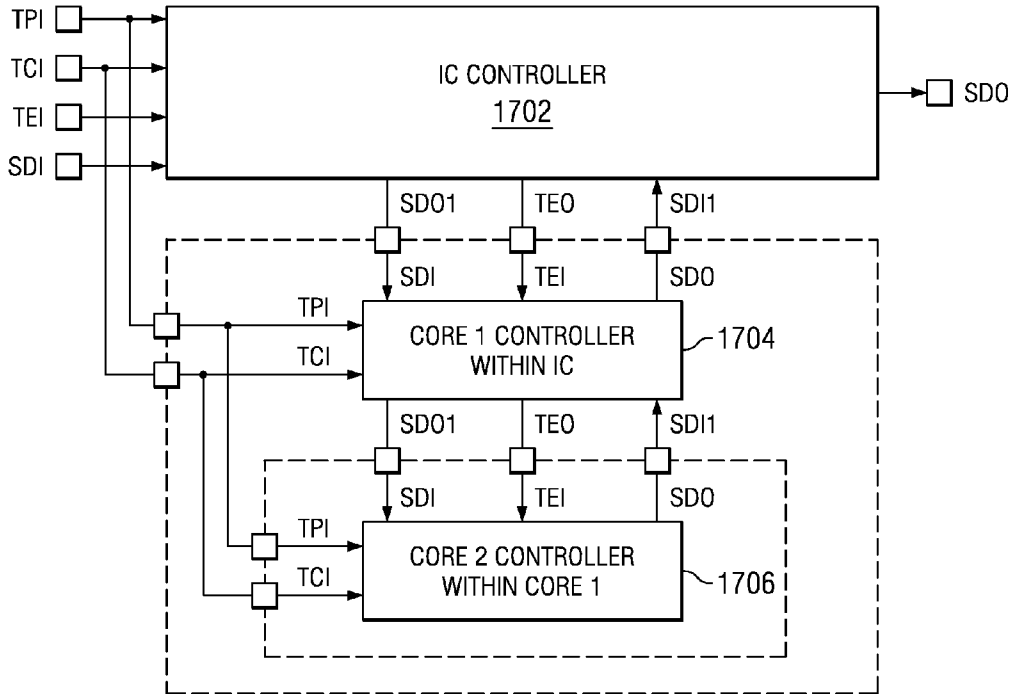 TPI
TCI
TEI
SDI
IC CONTROLLER
1702
SDO
SDO1
TEO
SDI1
SDI
TEI
SDO
TPI
TCI
CORE 1 CONTROLLER
WITHIN IC
1704
SDO1
TEO
SDI1
SDI
TEI
SDO
TPI
TCI
CORE 2 CONTROLLER
WITHIN CORE 1
1706